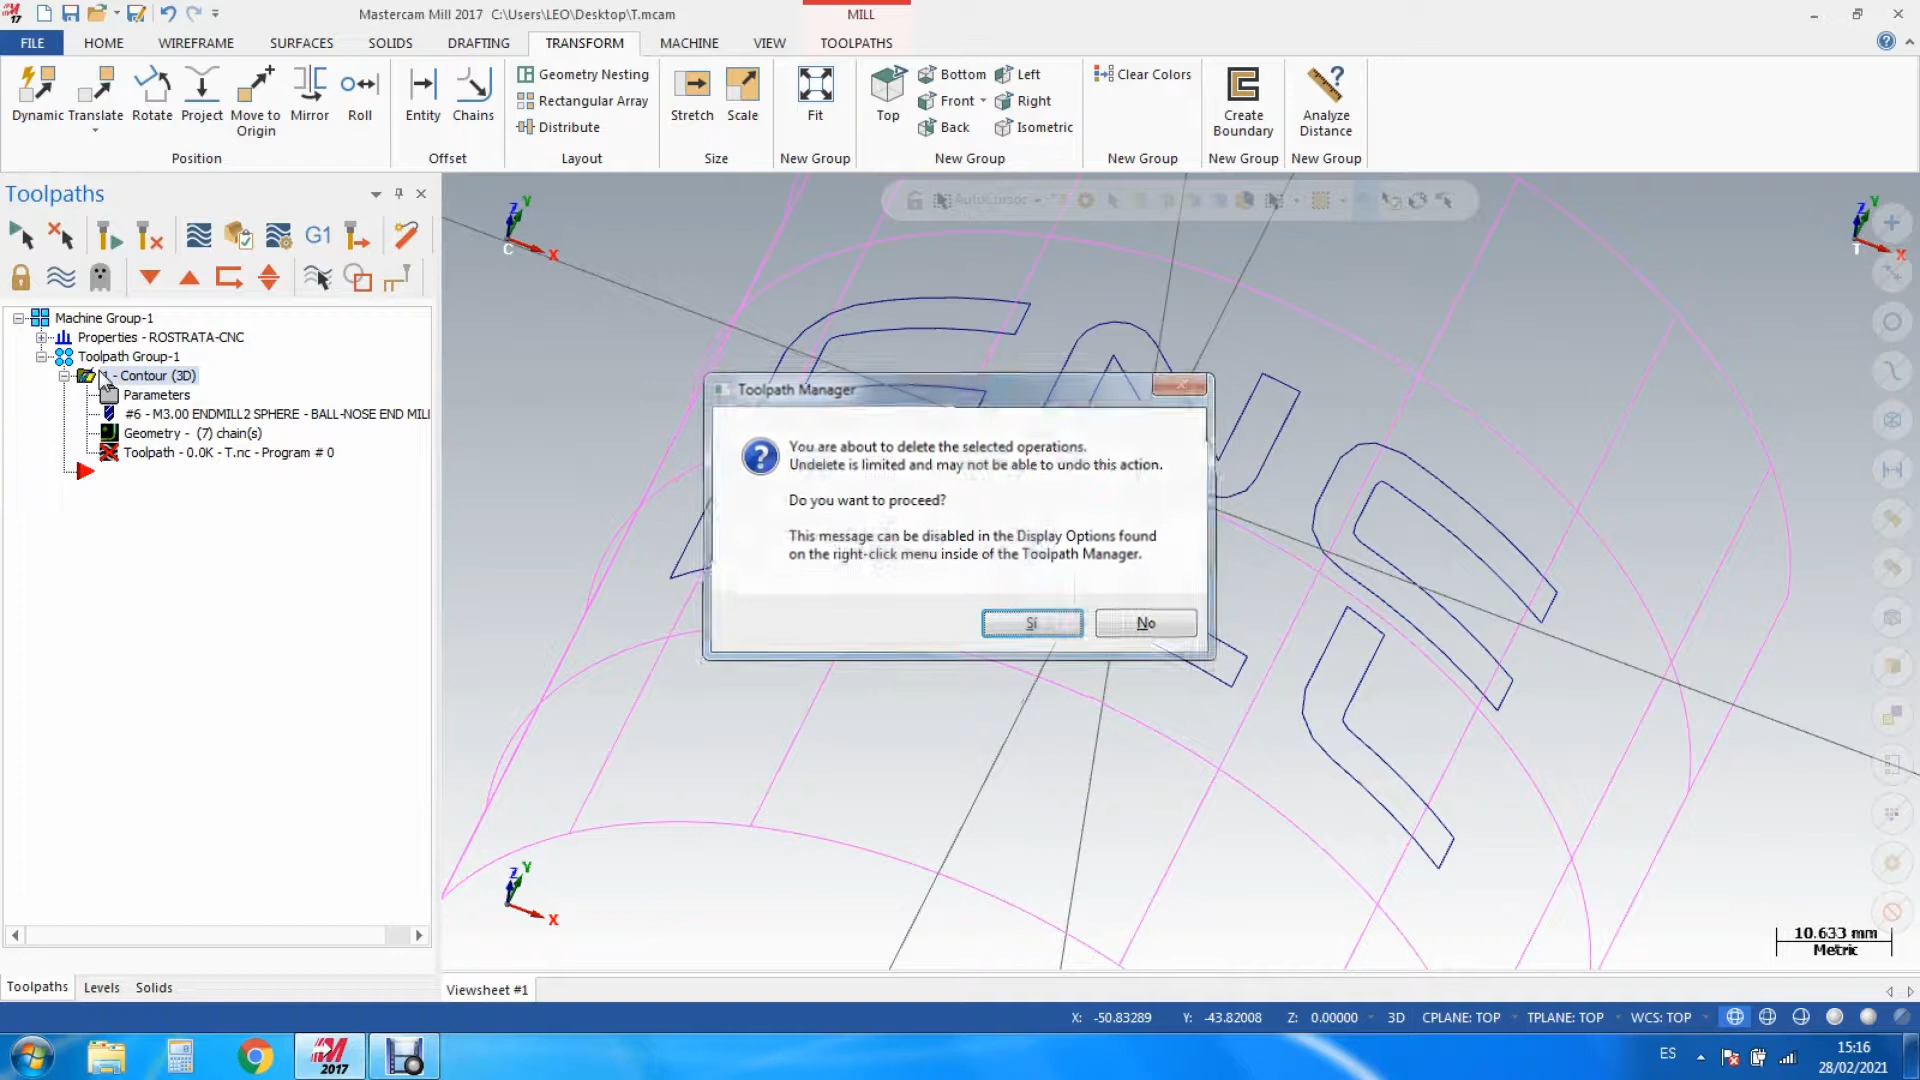 Mastercam Mill 2017 C:\Users\LEO\Desktop\T.mcam
MILL
FILE HOME WIREFRAME SURFACES SOLIDS DRAFTING TRANSFORM MACHINE VIEW TOOLPATHS
Dynamic Translate Rotate Project Move to Origin Mirror Roll
Position
Entity Chains
Offset
Geometry Nesting
Rectangular Array
Distribute
Layout
Stretch Scale
Size
Fit
New Group
Top
Bottom Left
Front Right
Back Isometric
New Group
Clear Colors
New Group
Create Boundary
New Group
Analyze Distance
New Group
Toolpaths
G1
Machine Group-1
Properties - ROSTRATA-CNC
Toolpath Group-1
- Contour (3D)
Parameters
#6 - M3.00 ENDMILL2 SPHERE - BALL-NOSE END MILL
Geometry - (7) chain(s)
Toolpath - 0.0K - T.nc - Program # 0
AutoCursor
Z Y X C
Z Y X T
Toolpath Manager
You are about to delete the selected operations.
Undelete is limited and may not be able to undo this action.
Do you want to proceed?
This message can be disabled in the Display Options found
on the right-click menu inside of the Toolpath Manager.
Sí No
Z Y X
10.633 mm
Metric
Toolpaths Levels Solids
Viewsheet #1
X: -50.83289 Y: -43.82008 Z: 0.00000 3D CPLANE: TOP TPLANE: TOP WCS: TOP
2017
ES
15:16
28/02/2021